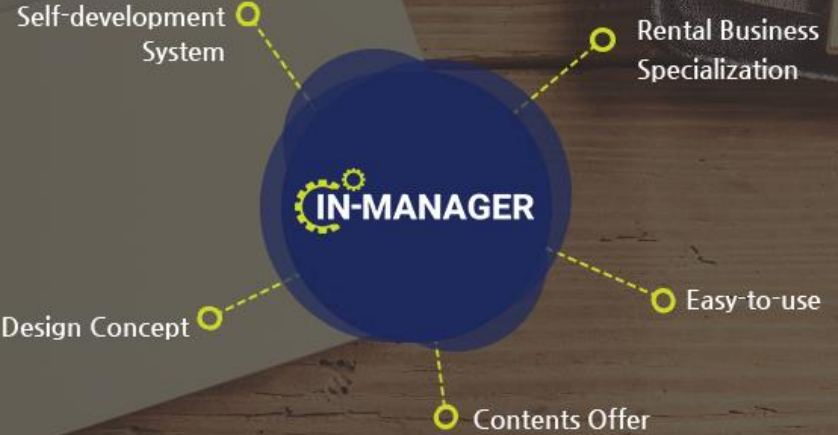 Self-development
System
Rental Business
Specialization
IN-MANAGER
Easy-to-use
Design Concept
Contents Offer